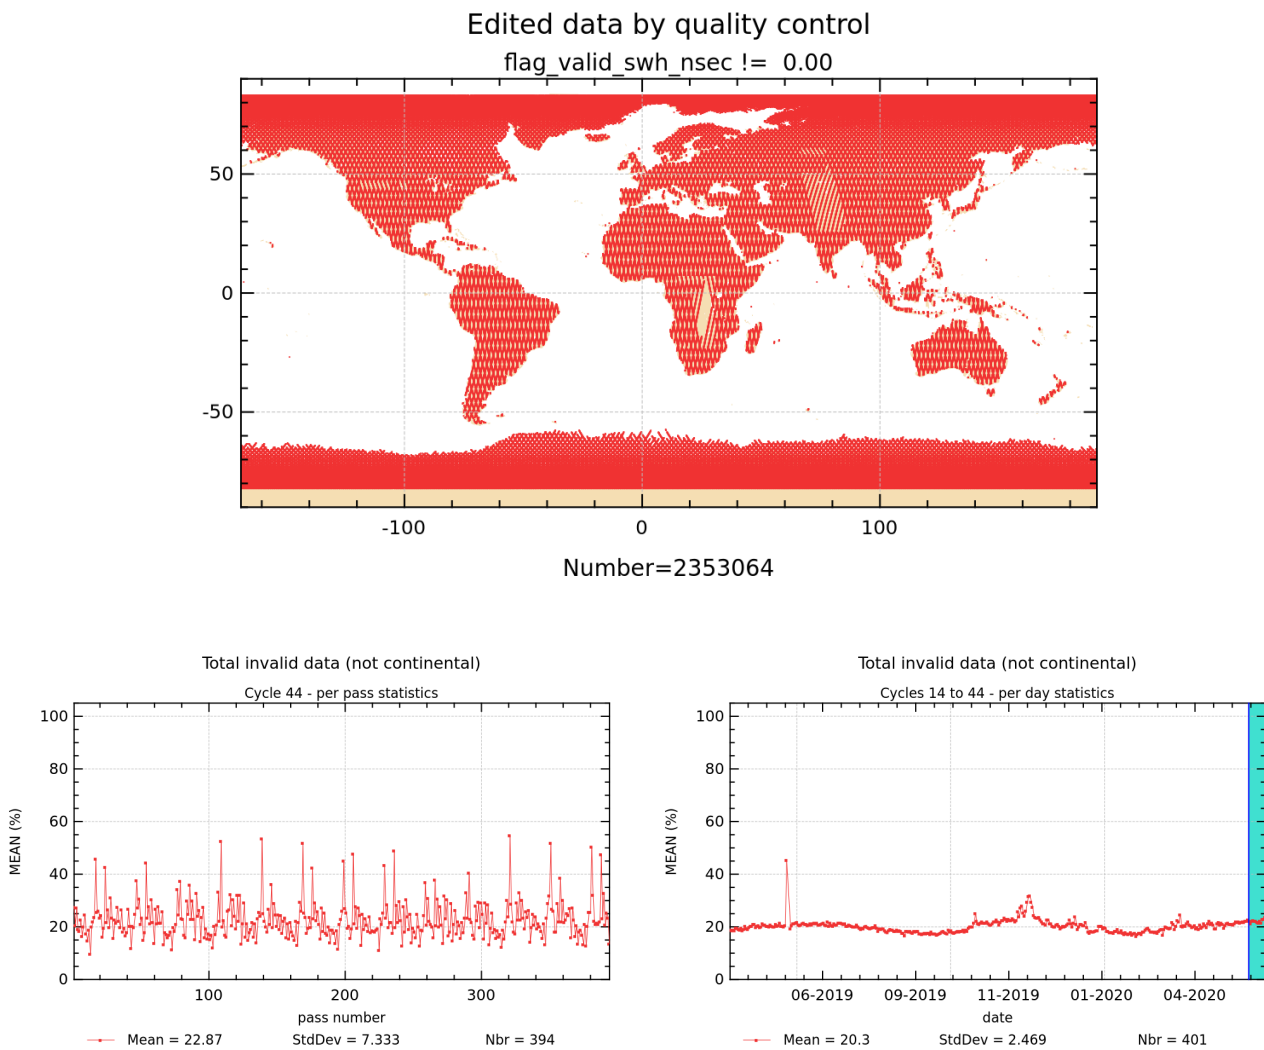 Edited data by quality control
flag_valid_swh_nsec != 0.00
50
0
-50
-100 0 100
Number=2353064
Total invalid data (not continental)
Cycle 44 - per pass statistics
MEAN (%)
100
80
60
40
20
0
100 200 300
pass number
Mean = 22.87 StdDev = 7.333 Nbr = 394
Total invalid data (not continental)
Cycles 14 to 44 - per day statistics
MEAN (%)
100
80
60
40
20
0
06-2019 09-2019 11-2019 01-2020 04-2020
date
Mean = 20.3 StdDev = 2.469 Nbr = 401